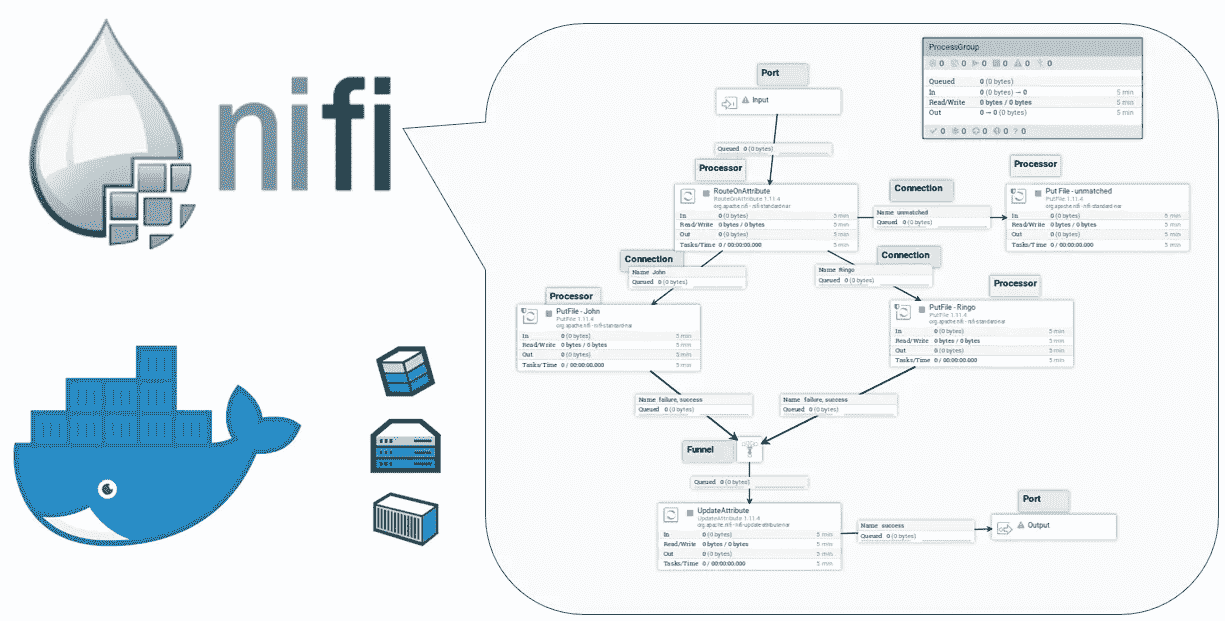 nifi
ProcessGroup
0 0 0 0 0 0
Queued 0 (0 bytes)
In 0 (0 bytes) → 0 5 min
Read/Write 0 bytes / 0 bytes 5 min
Out 0 → 0 (0 bytes) 5 min
0 0 0 0 ? 0
Port
Input
Queued 0 (0 bytes)
Processor
RouteOnAttribute
RouteOnAttribute 1.11.4
org.apache.nifi - nifi-standard-nar
In 0 (0 bytes) 5 min
Read/Write 0 bytes / 0 bytes 5 min
Out 0 (0 bytes) 5 min
Tasks/Time 0 / 00:00:00.000 5 min
Connection
Name unmatched
Queued 0 (0 bytes)
Processor
Put File - unmatched
PutFile 1.11.4
org.apache.nifi - nifi-standard-nar
In 0 (0 bytes) 5 min
Read/Write 0 bytes / 0 bytes 5 min
Out 0 (0 bytes) 5 min
Tasks/Time 0 / 00:00:00.000 5 min
Connection
Name John
Queued 0 (0 bytes)
Connection
Name Ringo
Queued 0 (0 bytes)
Processor
PutFile - John
PutFile 1.11.4
org.apache.nifi - nifi-standard-nar
In 0 (0 bytes) 5 min
Read/Write 0 bytes / 0 bytes 5 min
Out 0 (0 bytes) 5 min
Tasks/Time 0 / 00:00:00.000 5 min
Processor
PutFile - Ringo
PutFile 1.11.4
org.apache.nifi - nifi-standard-nar
In 0 (0 bytes) 5 min
Read/Write 0 bytes / 0 bytes 5 min
Out 0 (0 bytes) 5 min
Tasks/Time 0 / 00:00:00.000 5 min
Name failure, success
Queued 0 (0 bytes)
Name failure, success
Queued 0 (0 bytes)
Funnel
Queued 0 (0 bytes)
UpdateAttribute
UpdateAttribute 1.11.4
org.apache.nifi - nifi-update-attribute-nar
In 0 (0 bytes) 5 min
Read/Write 0 bytes / 0 bytes 5 min
Out 0 (0 bytes) 5 min
Tasks/Time 0 / 00:00:00.000 5 min
Name success
Queued 0 (0 bytes)
Port
Output